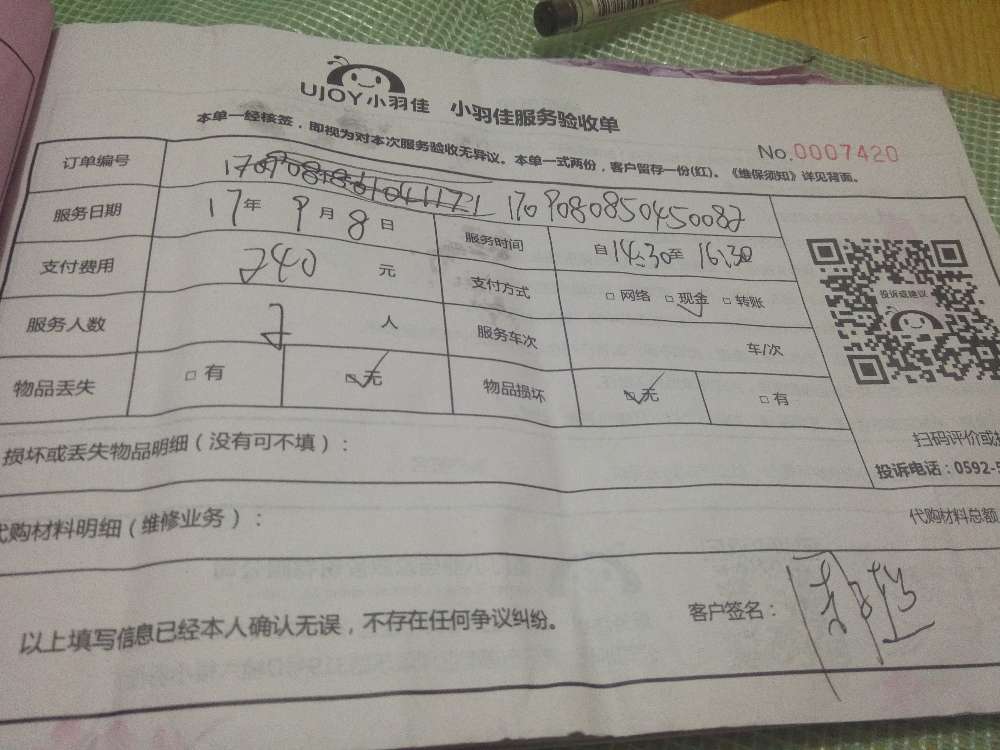 UJOY小羽佳 小羽佳服务验收单
本单一经核签，即视为对本次服务验收无异议。本单一式两份，客户留存一份(红)。《维保须知》详见背面。
No.0007420
订单编号 1709080850450082
服务日期 17年9月8日 服务时间 自14:30至16:30
支付费用 240元 支付方式 □网络 □现金 □转账
投诉或建议
服务人数 2人 服务车次 车/次
物品丢失 □有 □无 物品损坏 □无 □有
扫码评价或
损坏或丢失物品明细（没有可不填）：
投诉电话：0592-5
代购材料明细（维修业务）：
代购材料总额
以上填写信息已经本人确认无误，不存在任何争议纠纷。 客户签名：